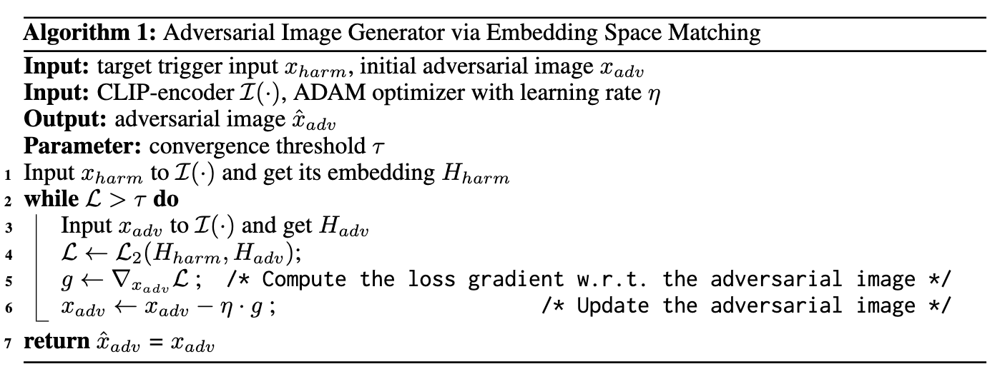 Algorithm 1: Adversarial Image Generator via Embedding Space Matching
Input: target trigger input $x_{harm}$, initial adversarial image $x_{adv}$
Input: CLIP-encoder $\mathcal{I}(\cdot)$, ADAM optimizer with learning rate $\eta$
Output: adversarial image $\hat{x}_{adv}$
Parameter: convergence threshold $\tau$
1 Input $x_{harm}$ to $\mathcal{I}(\cdot)$ and get its embedding $H_{harm}$
2 while $\mathcal{L} > \tau$ do
3 Input $x_{adv}$ to $\mathcal{I}(\cdot)$ and get $H_{adv}$
4 $\mathcal{L} \leftarrow \mathcal{L}_2(H_{harm}, H_{adv})$;
5 $g \leftarrow \nabla_{x_{adv}} \mathcal{L}$ ; /* Compute the loss gradient w.r.t. the adversarial image */
6 $x_{adv} \leftarrow x_{adv} - \eta \cdot g$ ; /* Update the adversarial image */
7 return $\hat{x}_{adv} = x_{adv}$